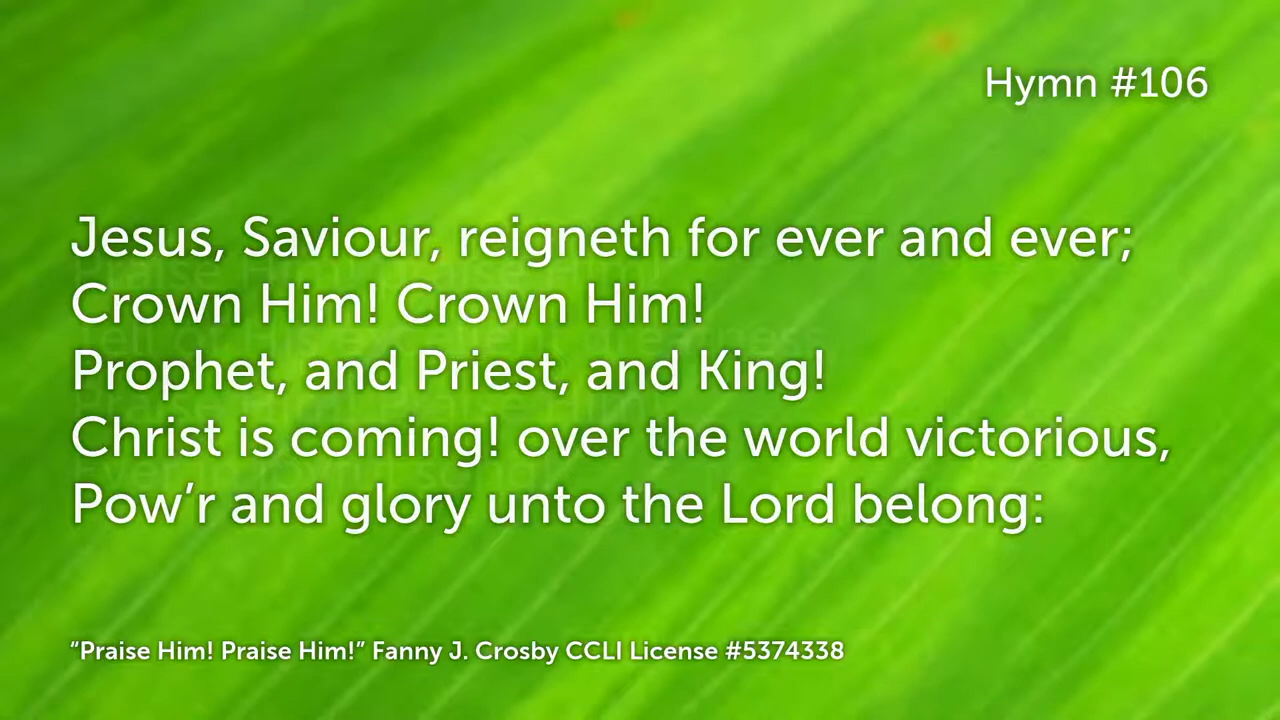 Hymn #106
Jesus, Saviour, reigneth for ever and ever;
Crown Him! Crown Him!
Prophet, and Priest, and King!
Christ is coming! over the world victorious,
Pow’r and glory unto the Lord belong:
“Praise Him! Praise Him!” Fanny J. Crosby CCLI License #5374338